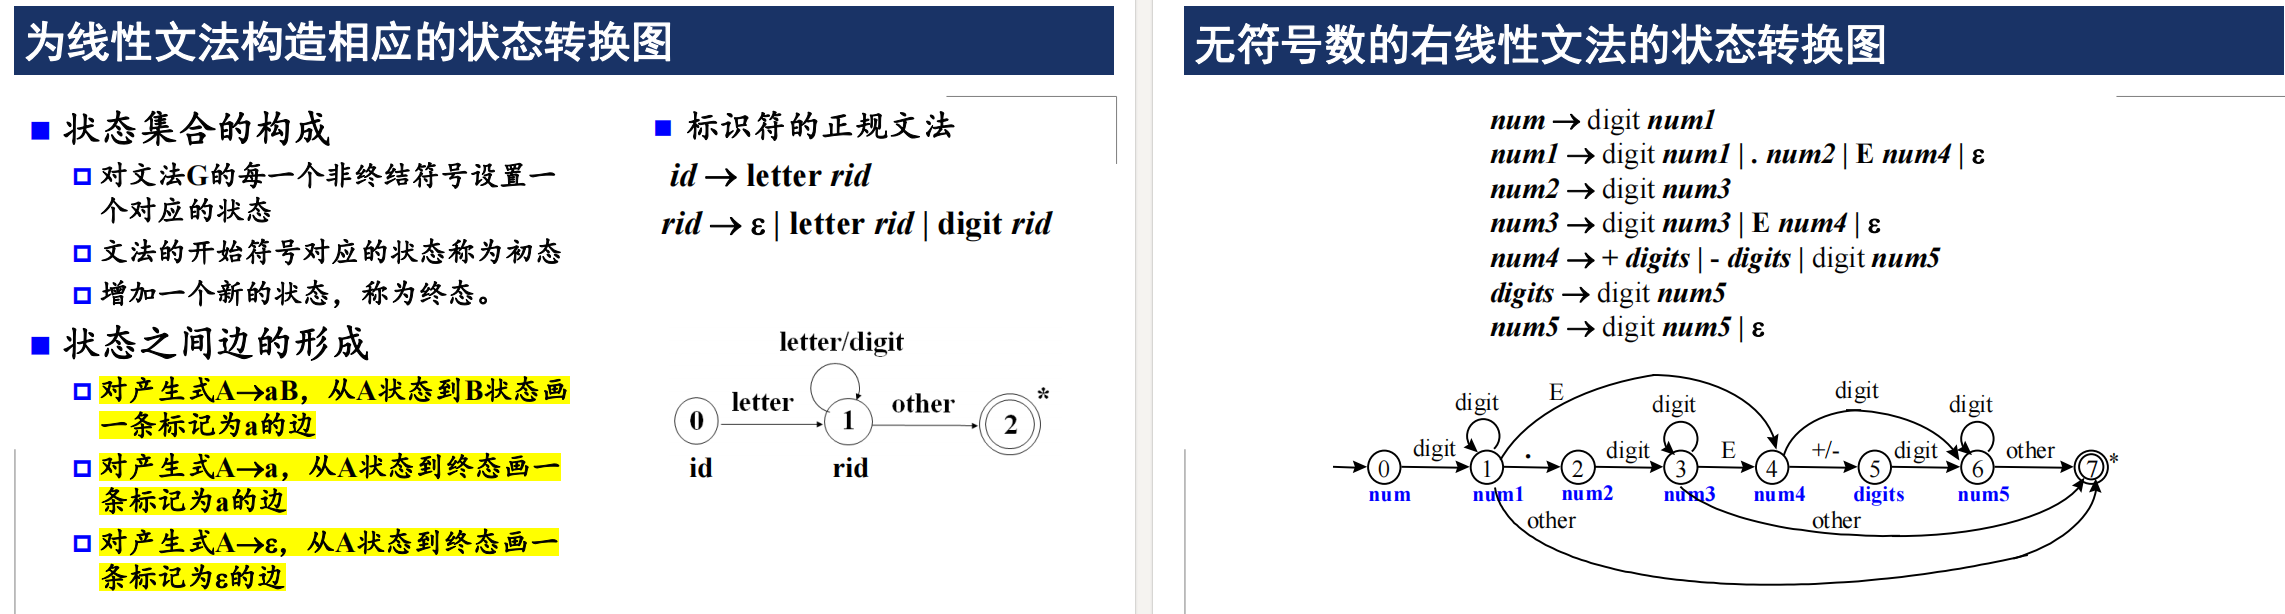 为线性文法构造相应的状态转换图
■ 状态集合的构成
对文法G的每一个非终结符号设置一
个对应的状态
文法的开始符号对应的状态称为初态
增加一个新的状态，称为终态。
■ 状态之间边的形成
对产生式A→aB，从A状态到B状态画
一条标记为a的边
对产生式A→a，从A状态到终态画一
条标记为a的边
对产生式A→ε，从A状态到终态画一
条标记为ε的边
■ 标识符的正规文法
id → letter rid
rid → ε | letter rid | digit rid
letter/digit
letter
other
0
1
2
*
id
rid
无符号数的右线性文法的状态转换图
num → digit num1
num1 → digit num1 | . num2 | E num4 | ε
num2 → digit num3
num3 → digit num3 | E num4 | ε
num4 → + digits | - digits | digit num5
digits → digit num5
num5 → digit num5 | ε
E
digit
digit
digit
digit
digit
.
digit
E
+/-
digit
other
0
1
2
3
4
5
6
7
*
num
num1
num2
num3
num4
digits
num5
other
other